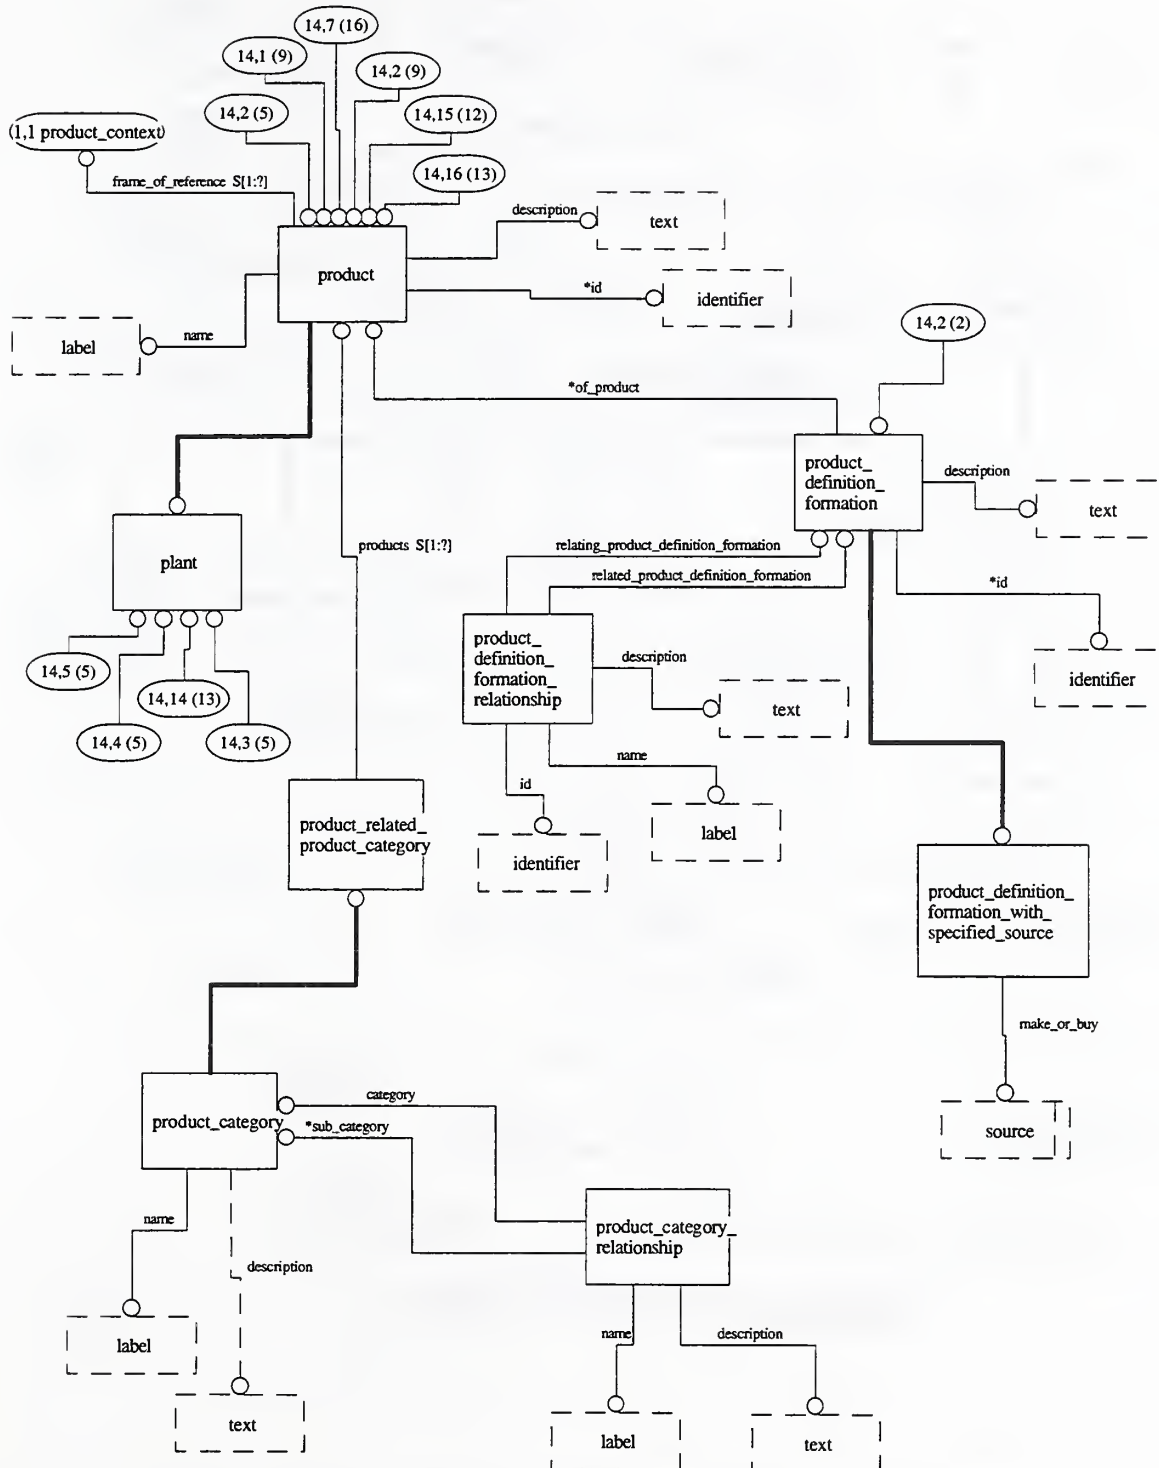 14,7 (16)
14,1 (9)
14,2 (9)
14,2 (5)
14,15 (12)
(1,1 product_context)
14,16 (13)
frame_of_reference S[1:?]
description
text
product
*id
identifier
14,2 (2)
name
label
*of_product
product_
definition_
formation
description
text
products S[1:?]
relating_product_definition_formation
plant
related_product_definition_formation
*id
product_
definition_
formation_
relationship
description
14,5 (5)
identifier
14,14 (13)
text
14,4 (5)
14,3 (5)
name
id
product_related_
product_category
label
identifier
product_definition_
formation_with_
specified_source
make_or_buy
category
product_category
*sub_category
source
name
product_category_
relationship
description
label
name
description
text
label
text